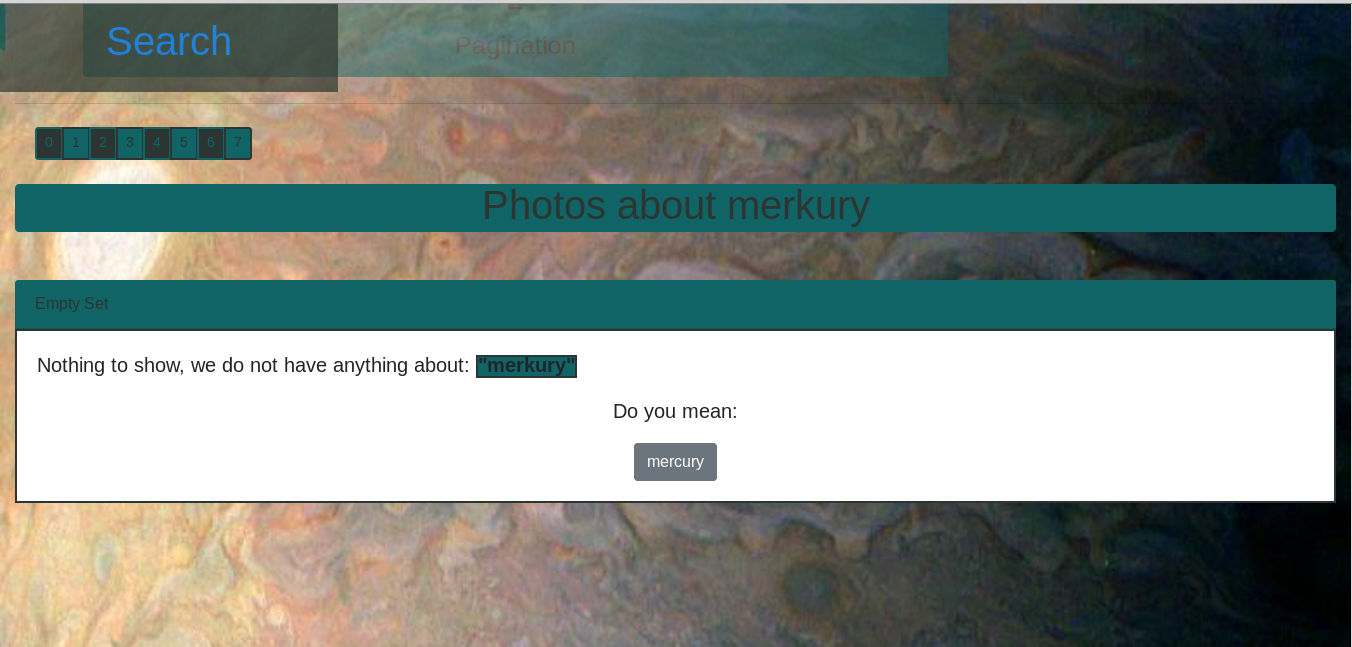 Search
Pagination
0 1 2 3 4 5 6 7
Photos about merkury
Empty Set
Nothing to show, we do not have anything about: "merkury"
Do you mean:
mercury